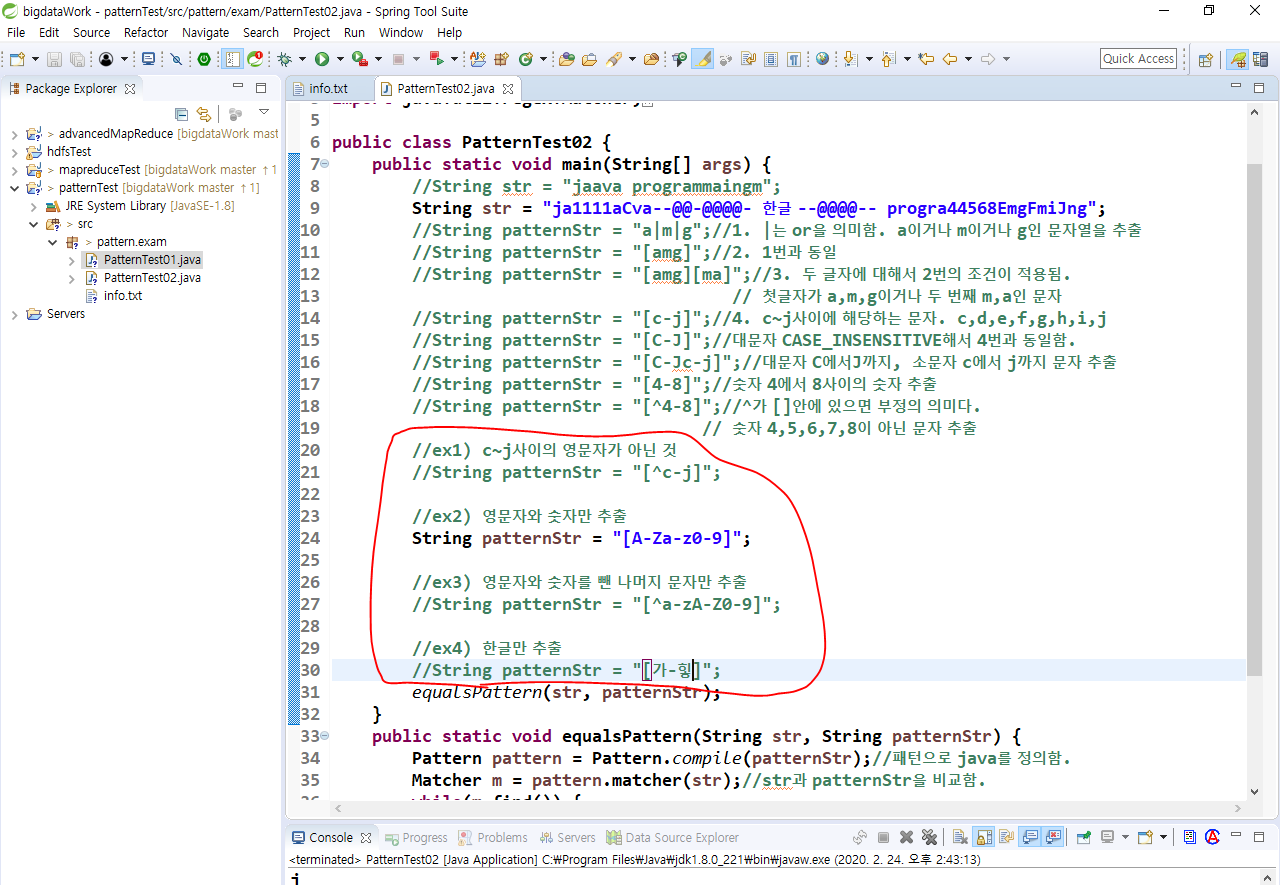 bigdataWork - patternTest/src/pattern/exam/PatternTest02.java - Spring Tool Suite
File Edit Source Refactor Navigate Search Project Run Window Help
Quick Access
Package Explorer
info.txt
PatternTest02.java
> advancedMapReduce [bigdataWork mast
hdfsTest
> mapreduceTest [bigdataWork master ↑1
> patternTest [bigdataWork master ↑1]
JRE System Library [JavaSE-1.8]
> src
> pattern.exam
PatternTest01.java
PatternTest02.java
info.txt
Servers
5
6 public class PatternTest02 {
7 public static void main(String[] args) {
8 //String str = "jaava programmaingm";
9 String str = "ja1111aCva--@@-@@@@- 한글 --@@@@-- progra44568EmgFmiJng";
10 //String patternStr = "a|m|g";//1. |는 or을 의미함. a이거나 m이거나 g인 문자열을 추출
11 //String patternStr = "[amg]";//2. 1번과 동일
12 //String patternStr = "[amg][ma]";//3. 두 글자에 대해서 2번의 조건이 적용됨.
13 // 첫글자가 a,m,g이거나 두 번째 m,a인 문자
14 //String patternStr = "[c-j]";//4. c~j사이에 해당하는 문자. c,d,e,f,g,h,i,j
15 //String patternStr = "[C-J]";//대문자 CASE_INSENSITIVE해서 4번과 동일함.
16 //String patternStr = "[C-Jc-j]";//대문자 C에서J까지, 소문자 c에서 j까지 문자 추출
17 //String patternStr = "[4-8]";//숫자 4에서 8사이의 숫자 추출
18 //String patternStr = "[^4-8]";//^가 []안에 있으면 부정의 의미다.
19 // 숫자 4,5,6,7,8이 아닌 문자 추출
20 //ex1) c~j사이의 영문자가 아닌 것
21 //String patternStr = "[^c-j]";
22
23 //ex2) 영문자와 숫자만 추출
24 String patternStr = "[A-Za-z0-9]";
25
26 //ex3) 영문자와 숫자를 뺀 나머지 문자만 추출
27 //String patternStr = "[^a-zA-Z0-9]";
28
29 //ex4) 한글만 추출
30 //String patternStr = "[가-힣]";
31 equalsPattern(str, patternStr);
32 }
33 public static void equalsPattern(String str, String patternStr) {
34 Pattern pattern = Pattern.compile(patternStr);//패턴으로 java를 정의함.
35 Matcher m = pattern.matcher(str);//str과 patternStr을 비교함.
Console Progress Problems Servers Data Source Explorer
<terminated> PatternTest02 [Java Application] C:₩Program Files₩Java₩jdk1.8.0_221₩bin₩javaw.exe (2020. 2. 24. 오후 2:43:13)